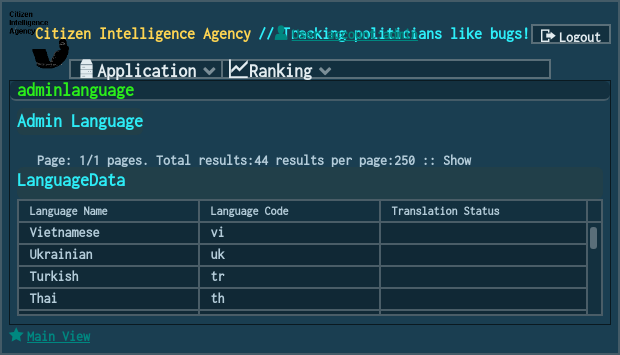 Citizen
Intelligence
Agency
Citizen Intelligence Agency // Tracking politicians like bugs!
Logout
Application
Ranking
adminlanguage
Admin Language
Page: 1/1 pages. Total results:44 results per page:250 :: Show
LanguageData
Language Name Language Code Translation Status
Vietnamese vi
Ukrainian uk
Turkish tr
Thai th
Main View